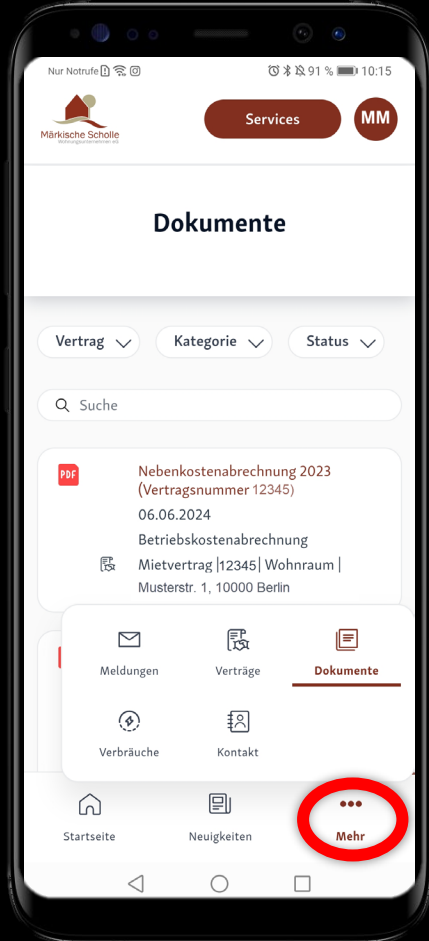 Nur Notrufe
91 %
10:15
Märkische Scholle
Wohnungsunternehmen eG
Services
MM
Dokumente
Vertrag
Kategorie
Status
Suche
PDF
Nebenkostenabrechnung 2023
(Vertragsnummer 12345)
06.06.2024
Betriebskostenabrechnung
Mietvertrag |12345| Wohnraum |
Musterstr. 1, 10000 Berlin
Meldungen
Verträge
Dokumente
Verbräuche
Kontakt
Startseite
Neuigkeiten
Mehr